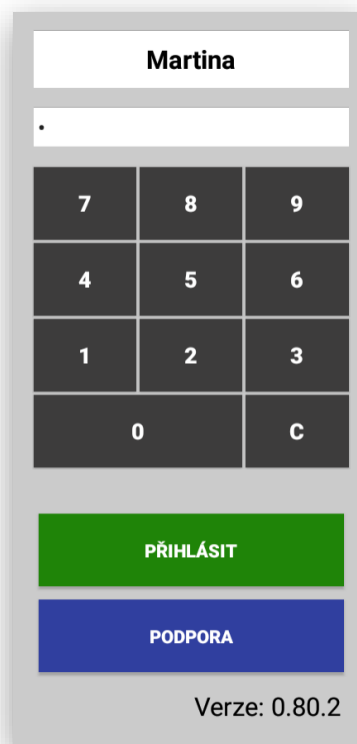 Martina
•
7 8 9
4 5 6
1 2 3
0 C
PŘIHLÁSIT
PODPORA
Verze: 0.80.2